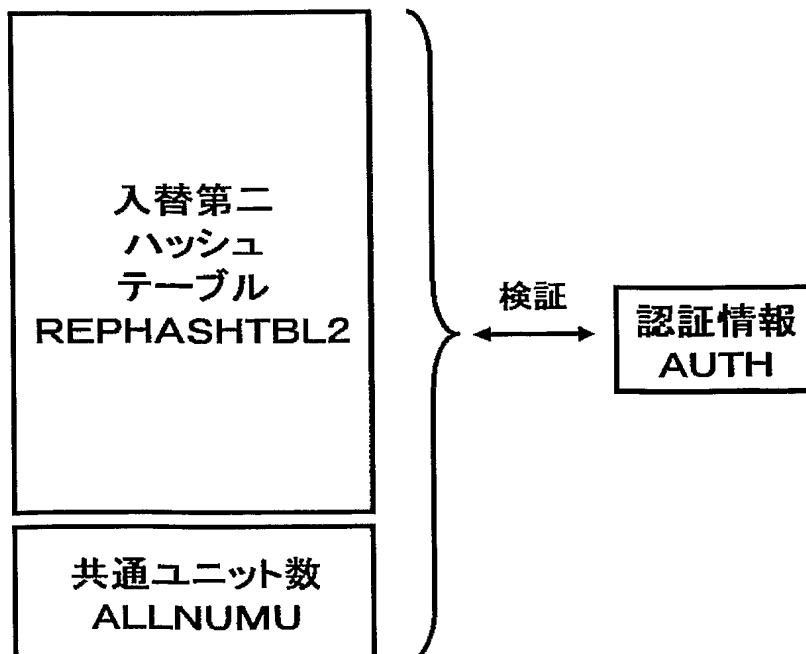 入替第二
ハッシュ
テーブル
REPHASHTBL2
共通ユニット数
ALLNUMU
検証
認証情報
AUTH